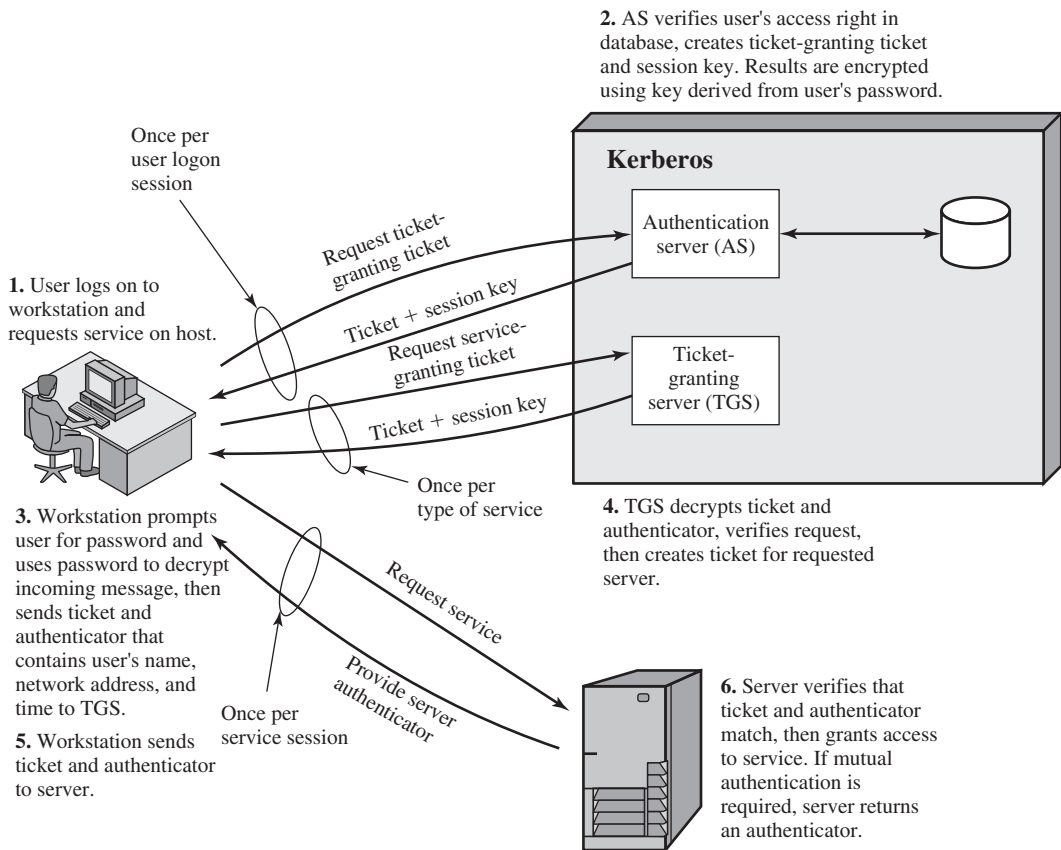 2. AS verifies user's access right in
database, creates ticket-granting ticket
and session key. Results are encrypted
using key derived from user's password.
Once per
user logon
session
Kerberos
Authentication
server (AS)
Request ticket-
granting ticket
1. User logs on to
workstation and
requests service on host.
Ticket + session key
Request service-
granting ticket
Ticket-
granting
server (TGS)
Ticket + session key
Once per
type of service
4. TGS decrypts ticket and
authenticator, verifies request,
then creates ticket for requested
server.
3. Workstation prompts
user for password and
uses password to decrypt
incoming message, then
sends ticket and
authenticator that
contains user's name,
network address, and
time to TGS.
Request service
Provide server
authenticator
Once per
service session
5. Workstation sends
ticket and authenticator
to server.
6. Server verifies that
ticket and authenticator
match, then grants access
to service. If mutual
authentication is
required, server returns
an authenticator.